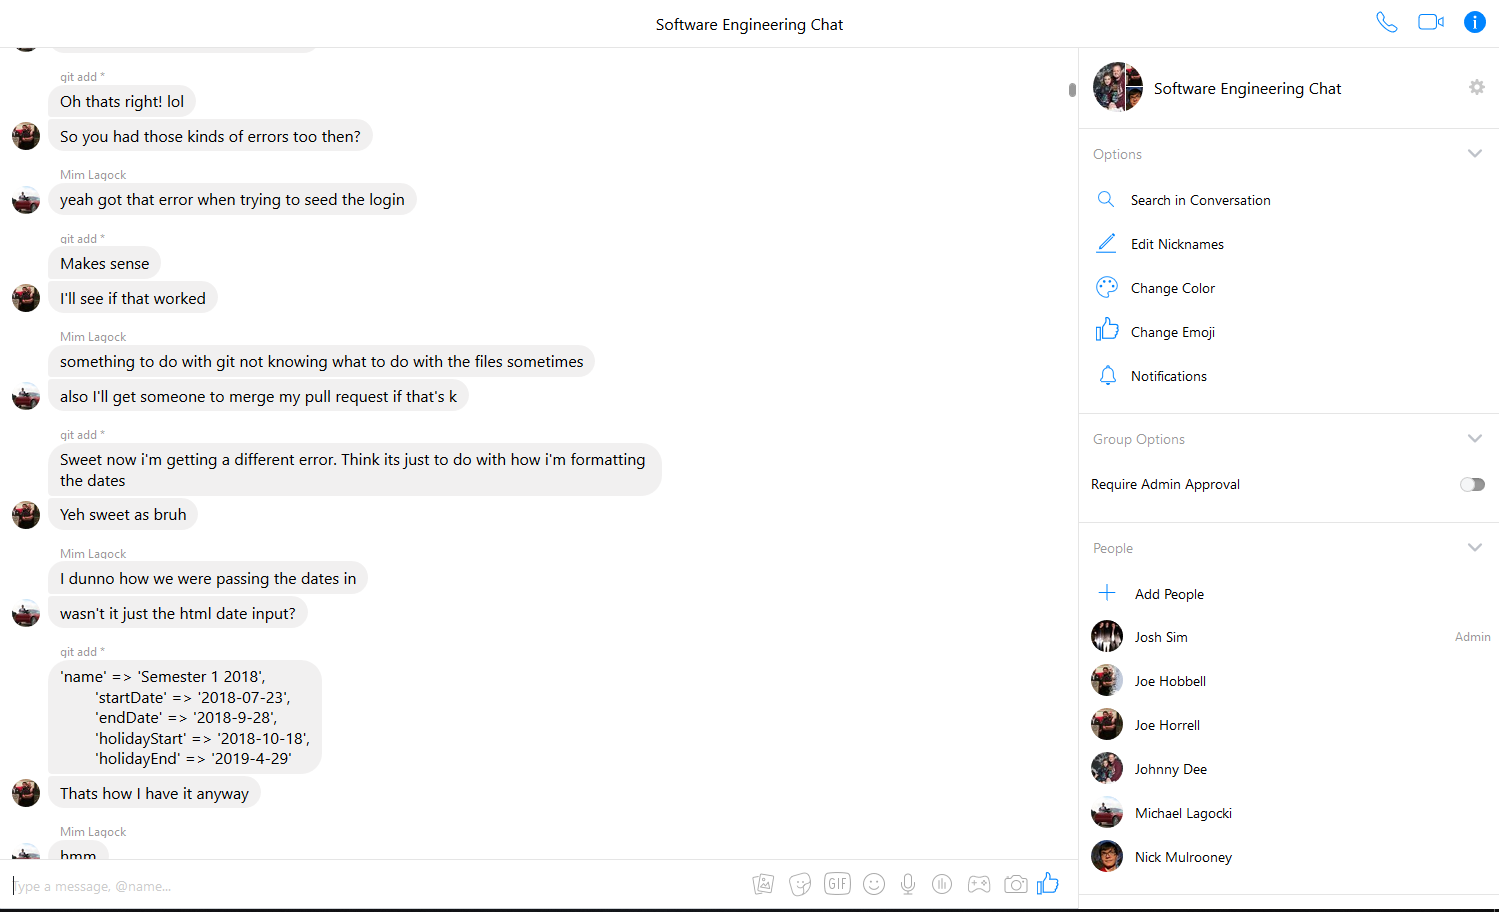 Software Engineering Chat
git add *
Oh thats right! lol
So you had those kinds of errors too then?
Mim Lagock
yeah got that error when trying to seed the login
git add *
Makes sense
I'll see if that worked
Mim Lagock
something to do with git not knowing what to do with the files sometimes
also I'll get someone to merge my pull request if that's k
git add *
Sweet now i'm getting a different error. Think its just to do with how i'm formatting
the dates
Yeh sweet as bruh
Mim Lagock
I dunno how we were passing the dates in
wasn't it just the html date input?
git add *
'name' => 'Semester 1 2018',
'startDate' => '2018-07-23',
'endDate' => '2018-9-28',
'holidayStart' => '2018-10-18',
'holidayEnd' => '2019-4-29'
Thats how I have it anyway
Mim Lagock
hmm
Type a message, @name...
GIF
Software Engineering Chat
Options
Search in Conversation
Edit Nicknames
Change Color
Change Emoji
Notifications
Group Options
Require Admin Approval
People
Add People
Josh Sim
Admin
Joe Hobbell
Joe Horrell
Johnny Dee
Michael Lagocki
Nick Mulrooney